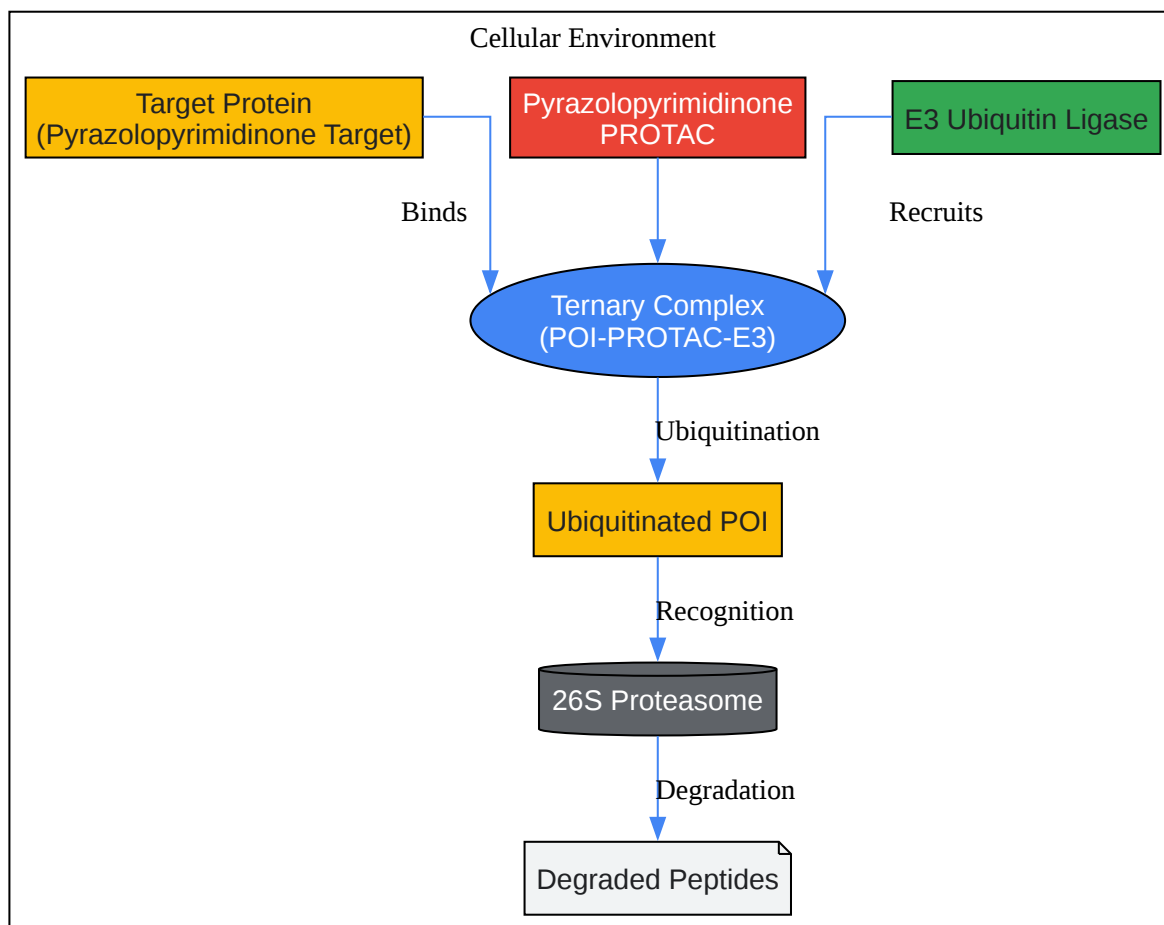 Cellular Environment
Target Protein
(Pyrazolopyrimidinone Target)
Pyrazolopyrimidinone
PROTAC
E3 Ubiquitin Ligase
Binds
Recruits
Ternary Complex
(POI-PROTAC-E3)
Ubiquitination
Ubiquitinated POI
Recognition
26S Proteasome
Degradation
Degraded Peptides